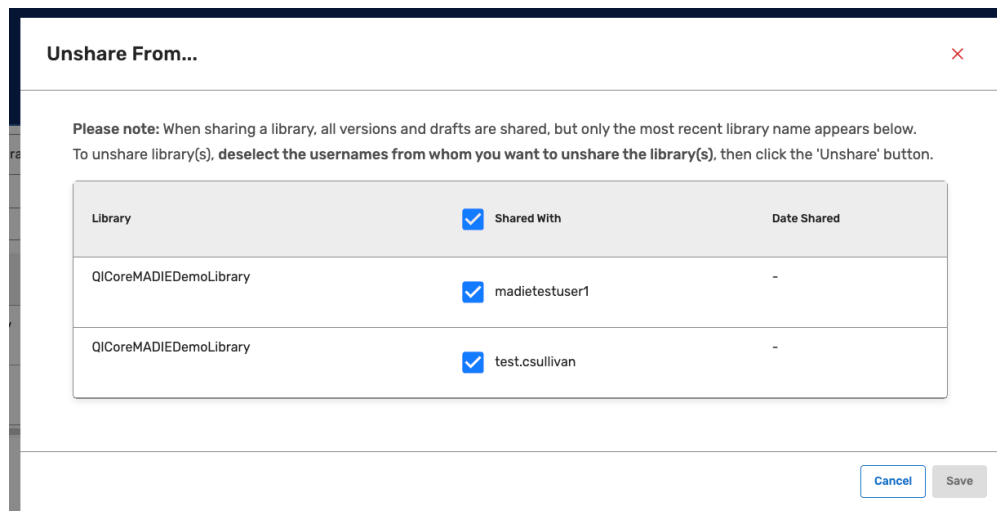 Unshare From...
Please note: When sharing a library, all versions and drafts are shared, but only the most recent library name appears below.
To unshare library(s), deselect the usernames from whom you want to unshare the library(s), then click the 'Unshare' button.
Library Shared With Date Shared
QICoreMADIEDemoLibrary madietestuser1 -
QICoreMADIEDemoLibrary test.csullivan -
Cancel Save